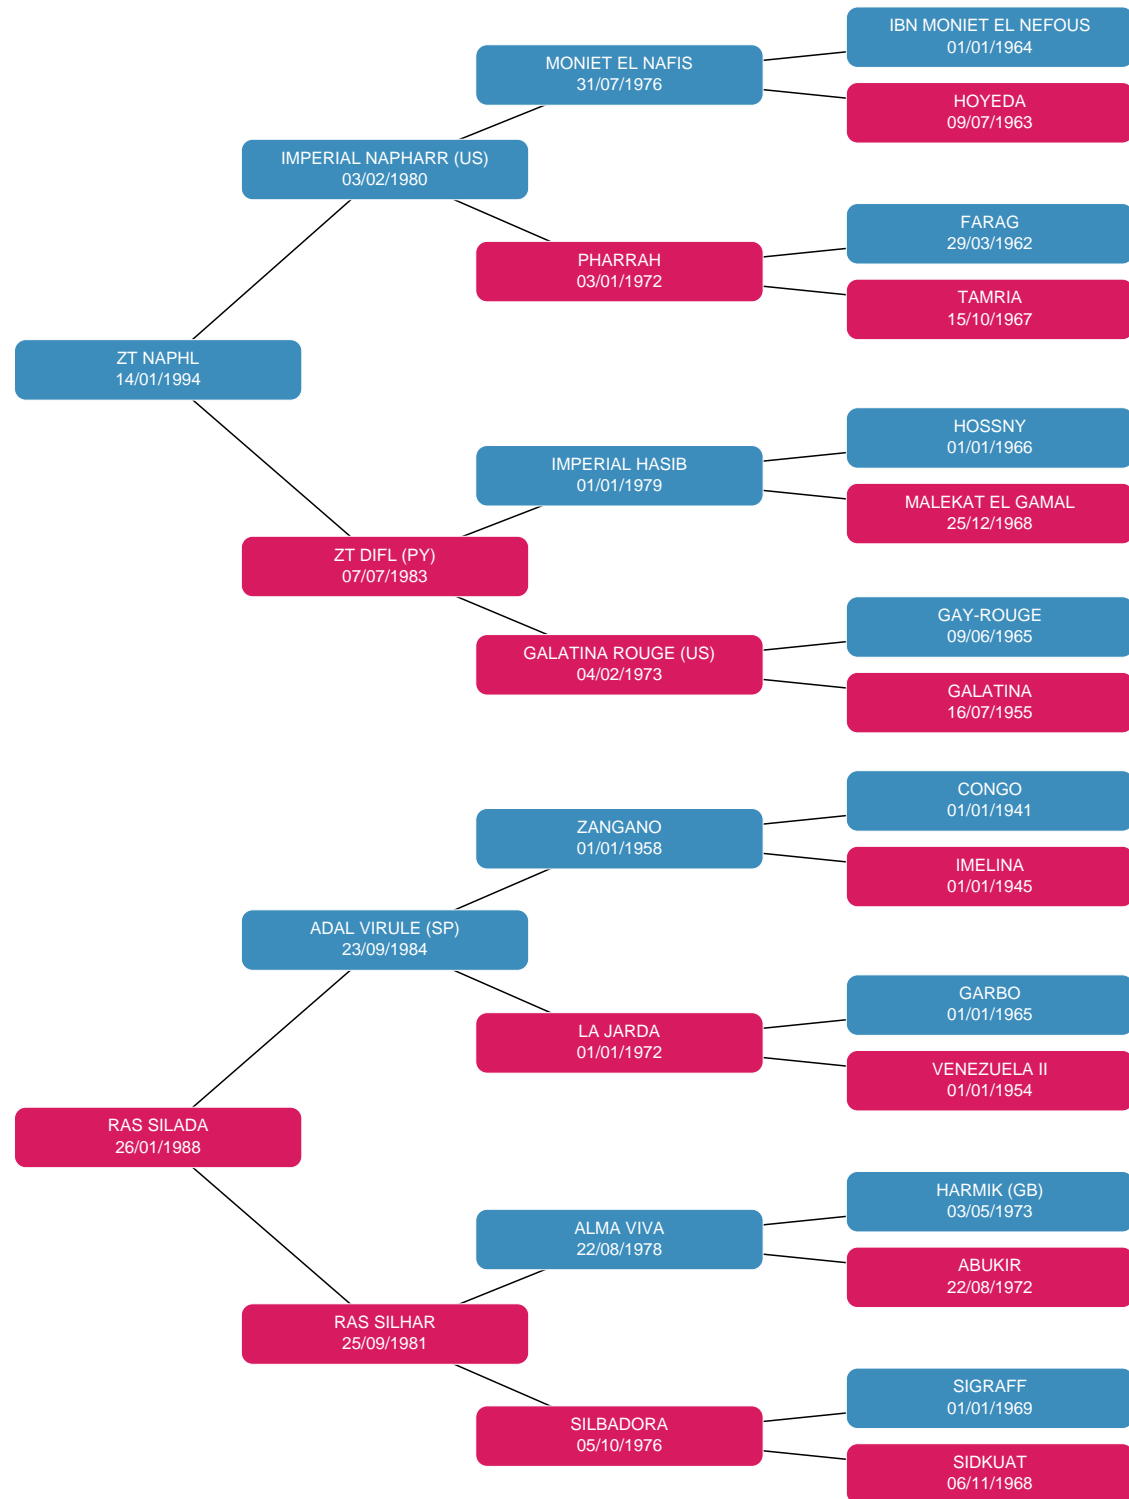 IBN MONIET EL NEFOUS
01/01/1964
MONIET EL NAFIS
31/07/1976
HOYEDA
09/07/1963
IMPERIAL NAPHARR (US)
03/02/1980
FARAG
29/03/1962
PHARRAH
03/01/1972
TAMRIA
15/10/1967
ZT NAPHL
14/01/1994
HOSSNY
01/01/1966
IMPERIAL HASIB
01/01/1979
MALEKAT EL GAMAL
25/12/1968
ZT DIFL (PY)
07/07/1983
GAY-ROUGE
09/06/1965
GALATINA ROUGE (US)
04/02/1973
GALATINA
16/07/1955
CONGO
01/01/1941
ZANGANO
01/01/1958
IMELINA
01/01/1945
ADAL VIRULE (SP)
23/09/1984
GARBO
01/01/1965
LA JARDA
01/01/1972
VENEZUELA II
01/01/1954
RAS SILADA
26/01/1988
HARMIK (GB)
03/05/1973
ALMA VIVA
22/08/1978
ABUKIR
22/08/1972
RAS SILHAR
25/09/1981
SIGRAFF
01/01/1969
SILBADORA
05/10/1976
SIDKUAT
06/11/1968